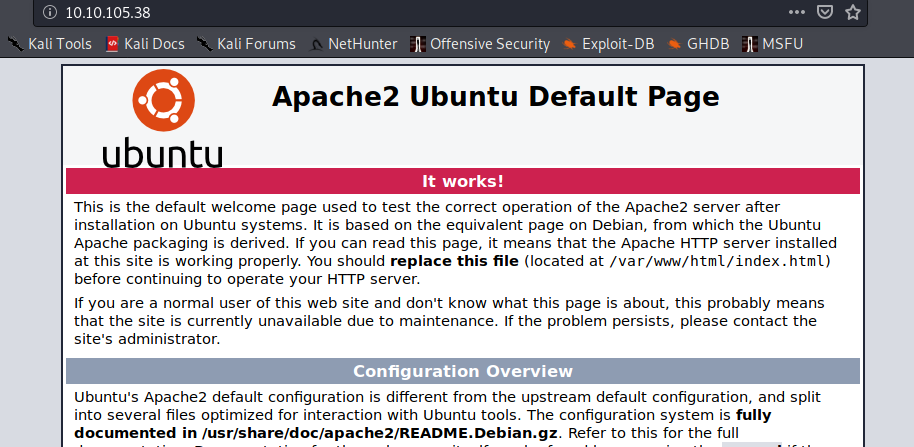 10.10.105.38
Kali Tools Kali Docs Kali Forums NetHunter Offensive Security Exploit-DB GHDB MSFU
ubuntu
Apache2 Ubuntu Default Page
It works!
This is the default welcome page used to test the correct operation of the Apache2 server after
installation on Ubuntu systems. It is based on the equivalent page on Debian, from which the Ubuntu
Apache packaging is derived. If you can read this page, it means that the Apache HTTP server installed
at this site is working properly. You should replace this file (located at /var/www/html/index.html)
before continuing to operate your HTTP server.
If you are a normal user of this web site and don't know what this page is about, this probably means
that the site is currently unavailable due to maintenance. If the problem persists, please contact the
site's administrator.
Configuration Overview
Ubuntu's Apache2 default configuration is different from the upstream default configuration, and split
into several files optimized for interaction with Ubuntu tools. The configuration system is fully
documented in /usr/share/doc/apache2/README.Debian.gz. Refer to this for the full